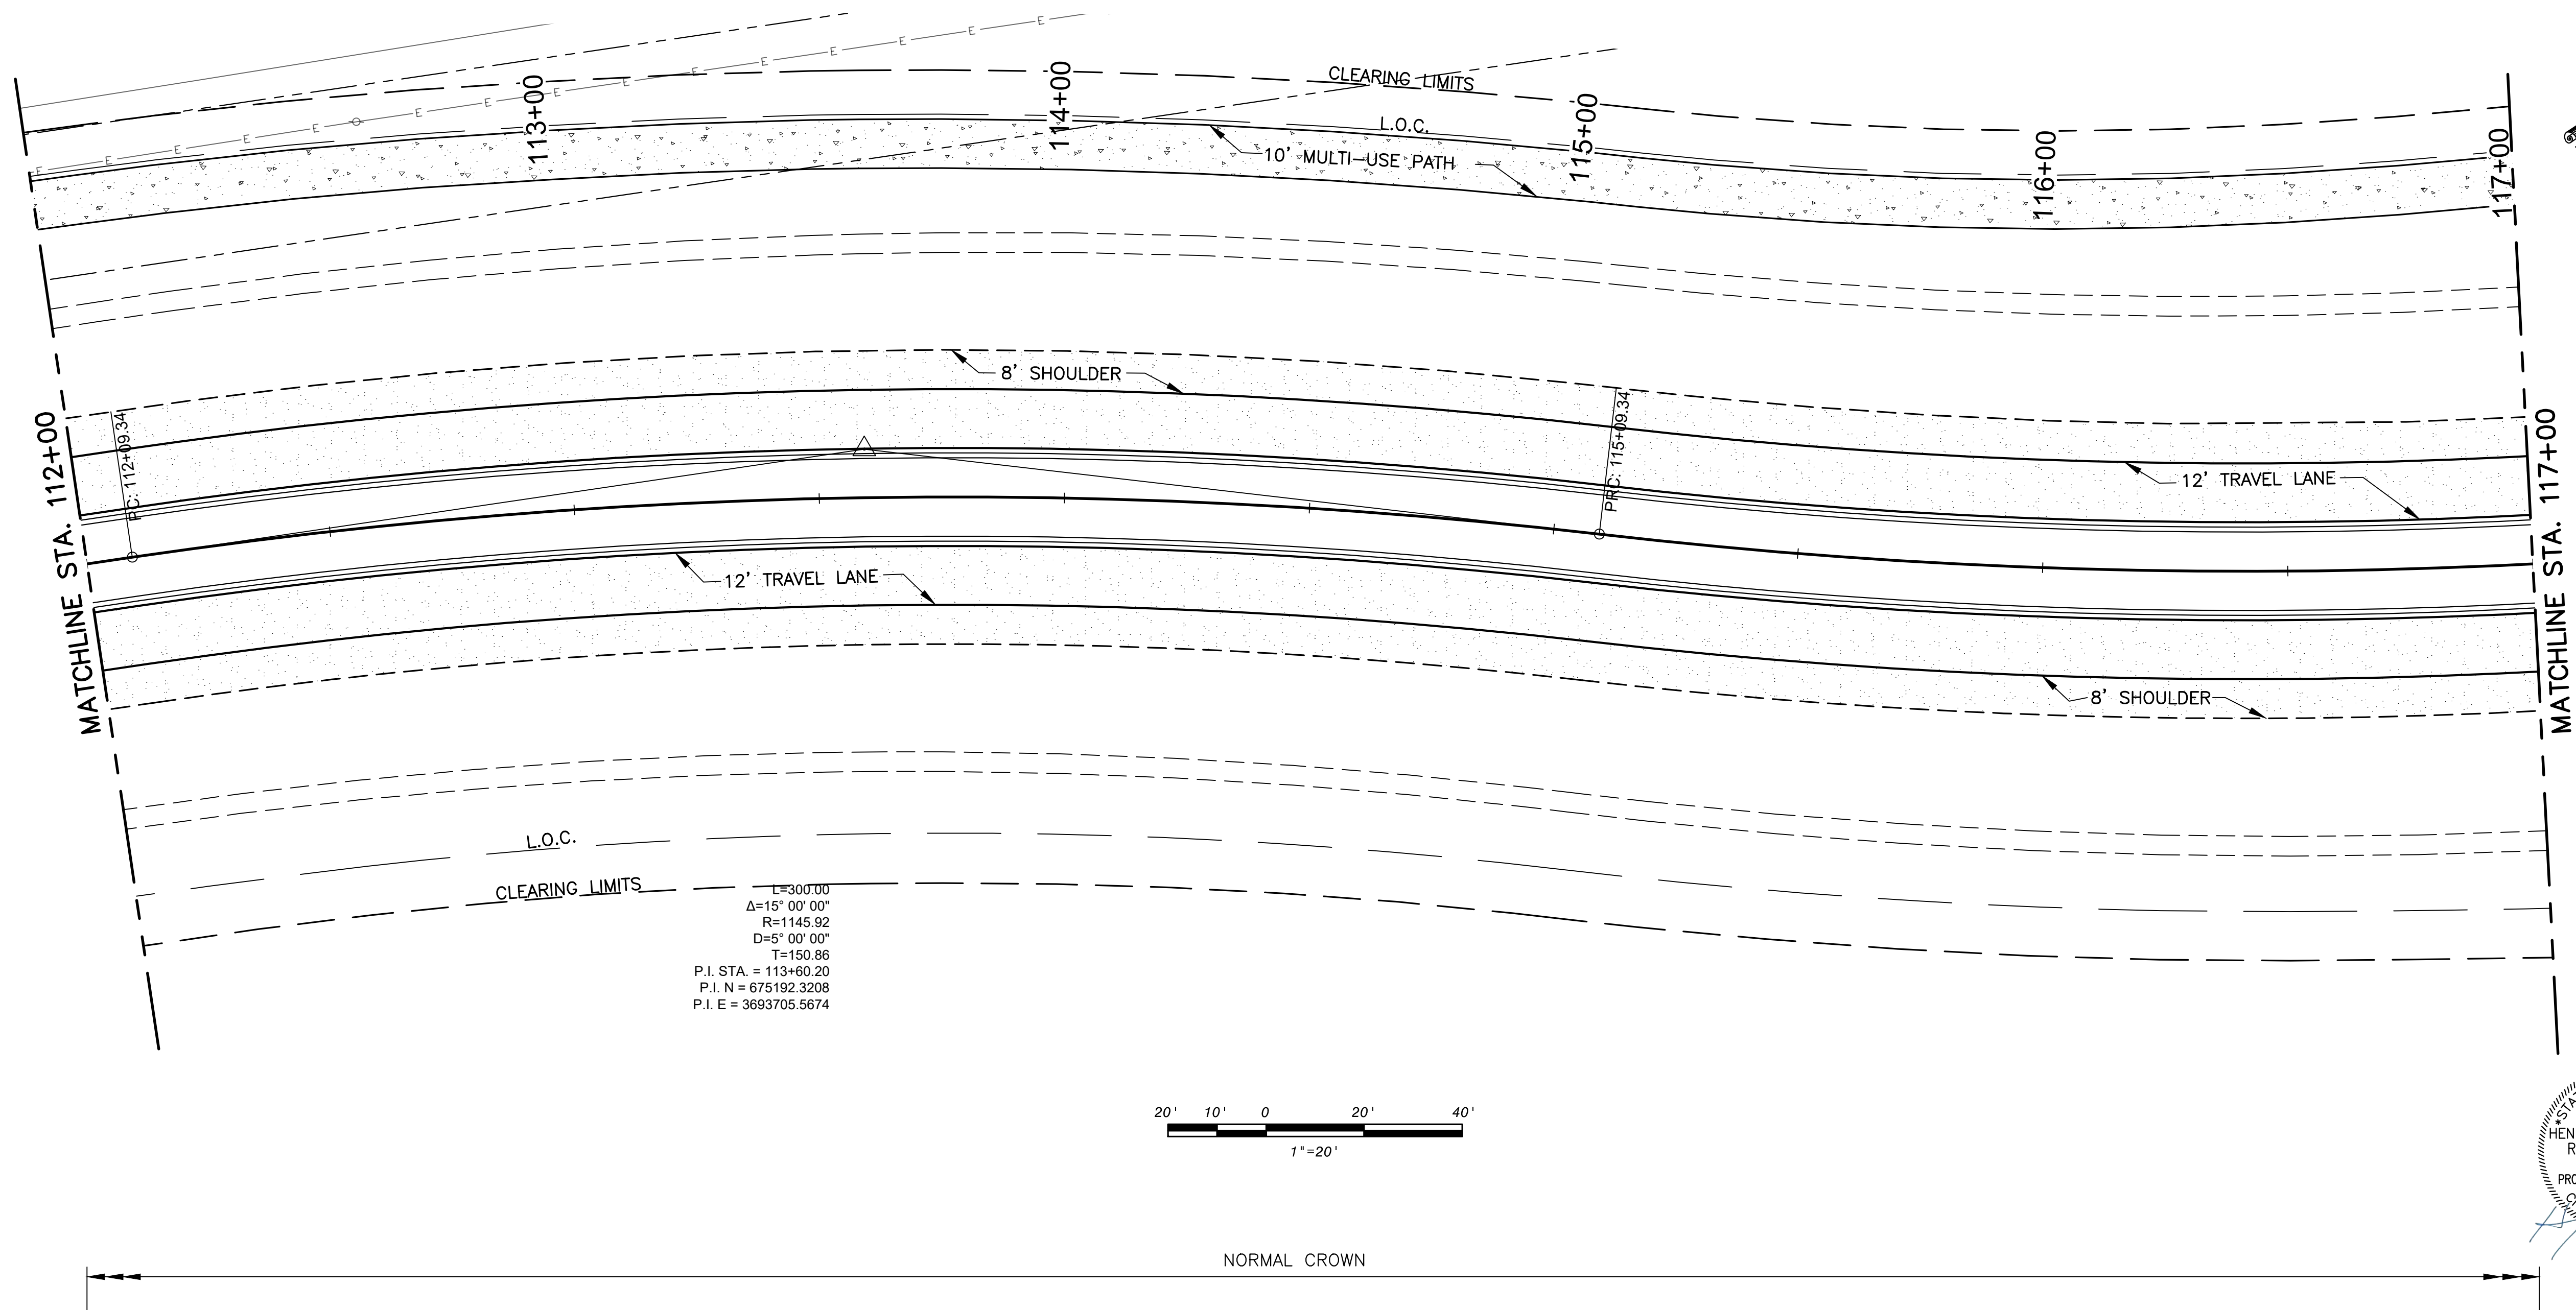 E E E E E E E E E E E E E E E
CLEARING LIMITS
113+00
114+00
115+00
116+00
117+00
L.O.C.
10' MULTI-USE PATH
8' SHOULDER
PC: 112+09.34
PRC: 115+09.34
12' TRAVEL LANE
MATCHLINE STA. 112+00
MATCHLINE STA. 117+00
12' TRAVEL LANE
8' SHOULDER
L.O.C.
CLEARING LIMITS
L=300.00
Δ=15° 00' 00"
R=1145.92
D=5° 00' 00"
T=150.86
P.I. STA. = 113+60.20
P.I. N = 675192.3208
P.I. E = 3693705.5674
20' 10' 0 20' 40'
1"=20'
*STA
HEN
R
PRO
NORMAL CROWN